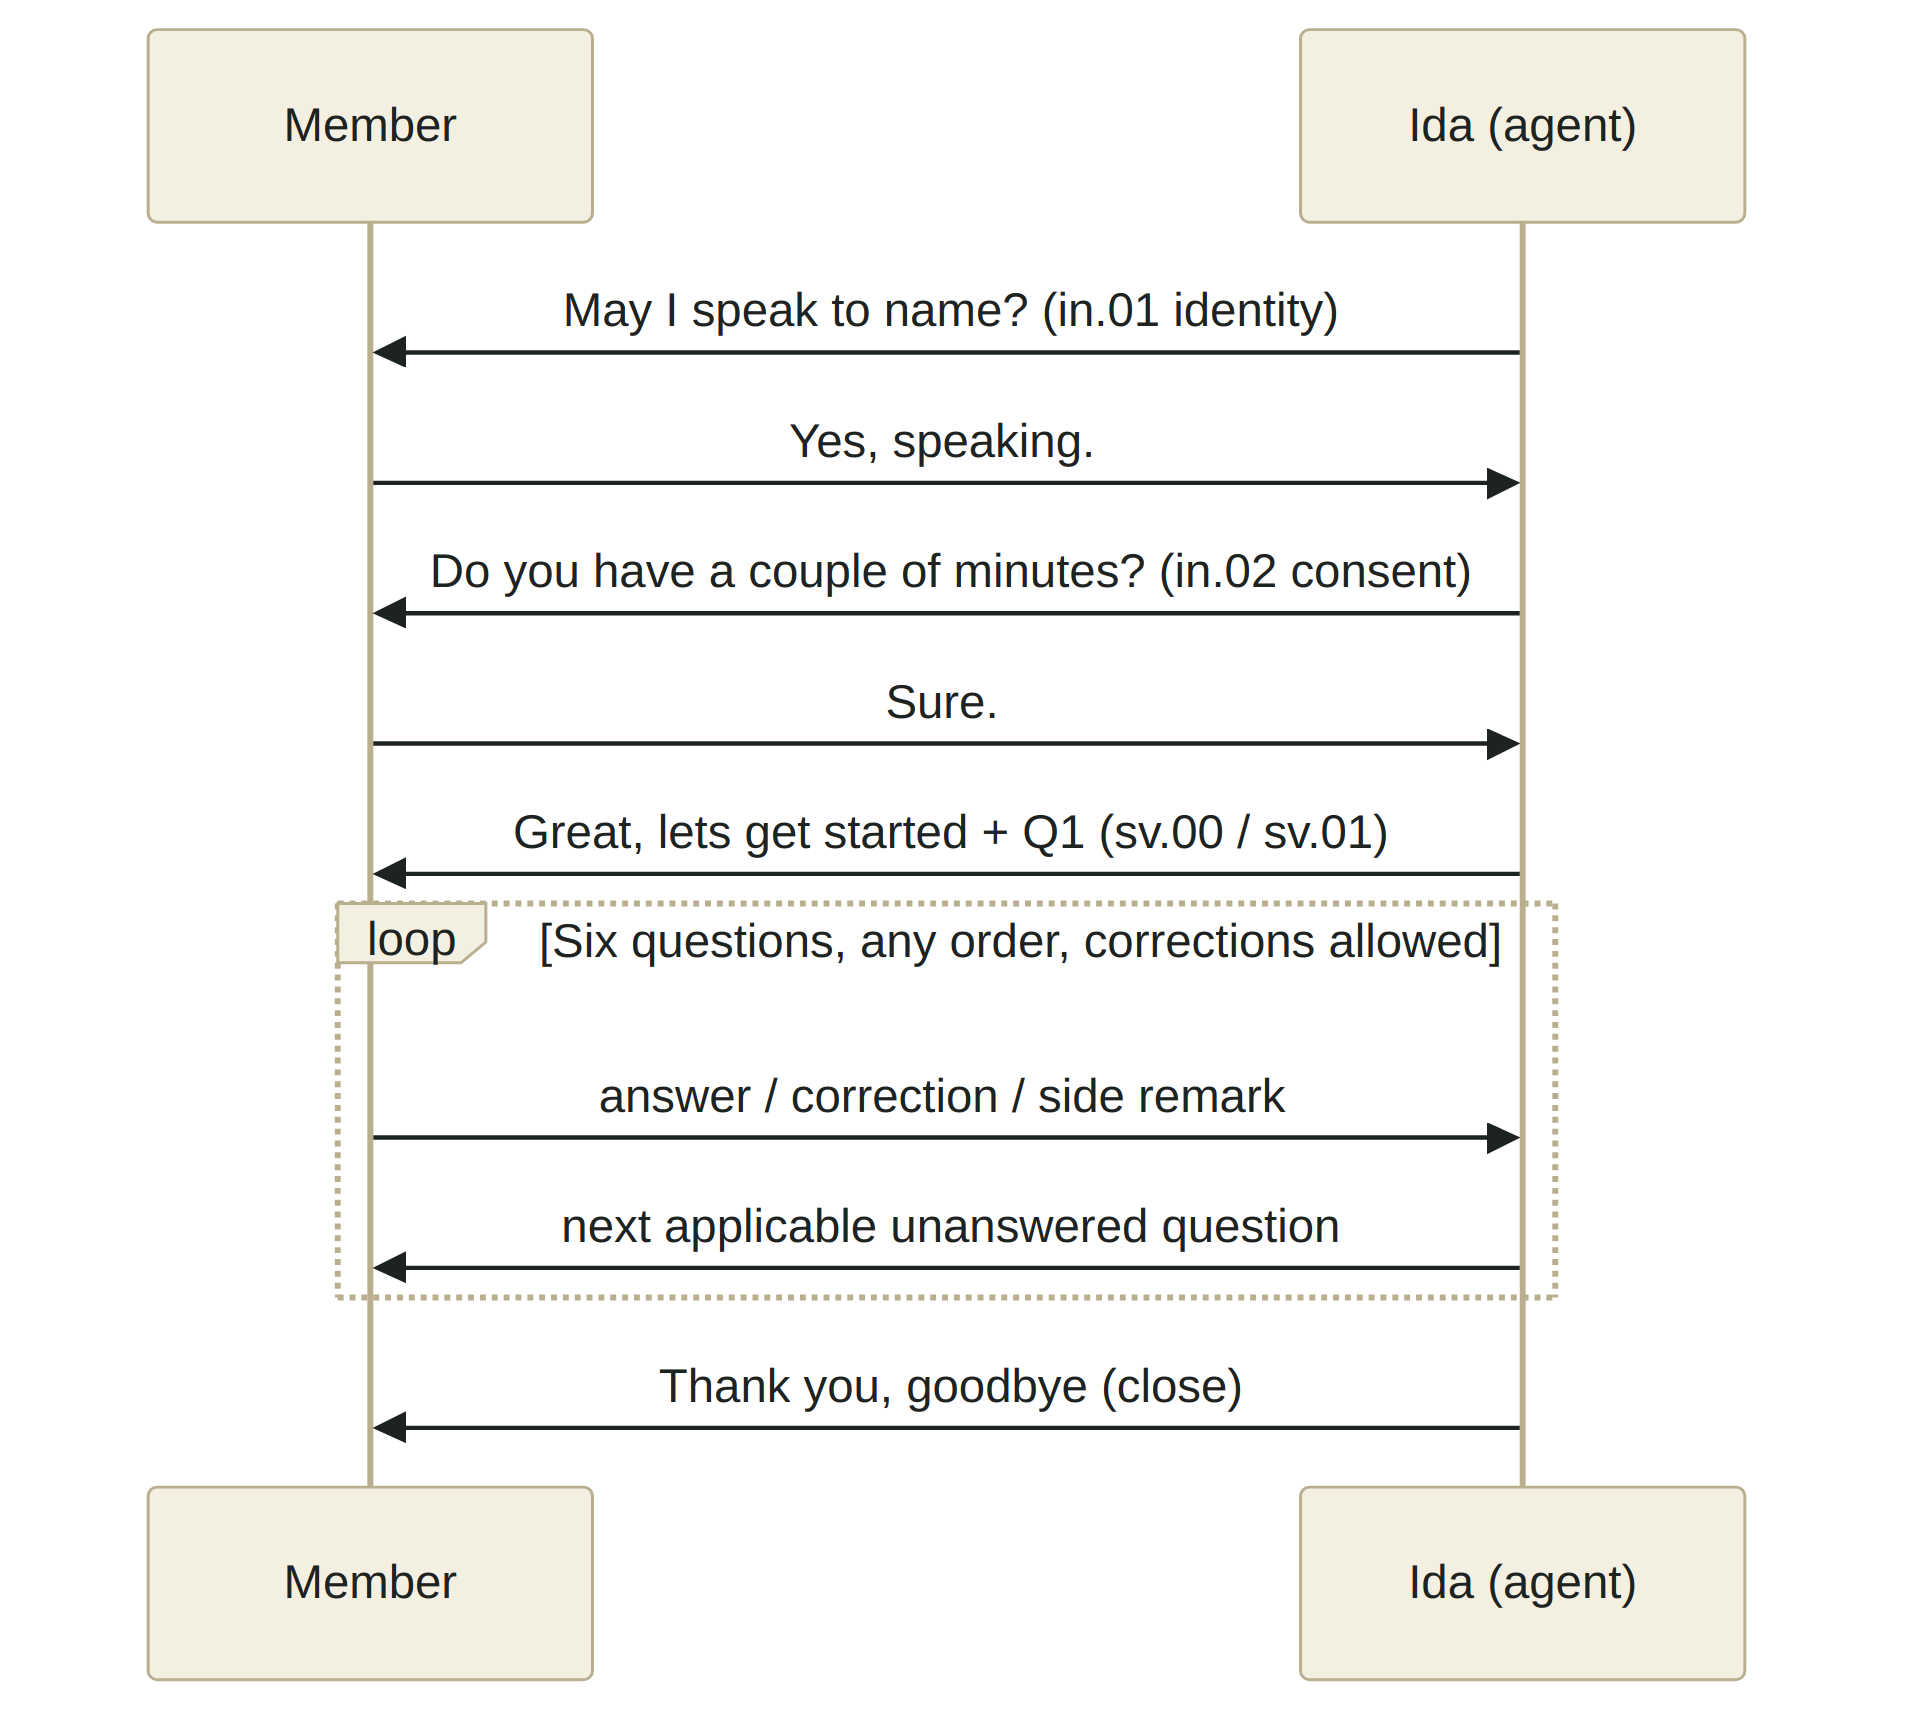 Member
Ida (agent)
May I speak to name? (in.01 identity)
Yes, speaking.
Do you have a couple of minutes? (in.02 consent)
Sure.
Great, lets get started + Q1 (sv.00 / sv.01)
loop
[Six questions, any order, corrections allowed]
answer / correction / side remark
next applicable unanswered question
Thank you, goodbye (close)
Member
Ida (agent)